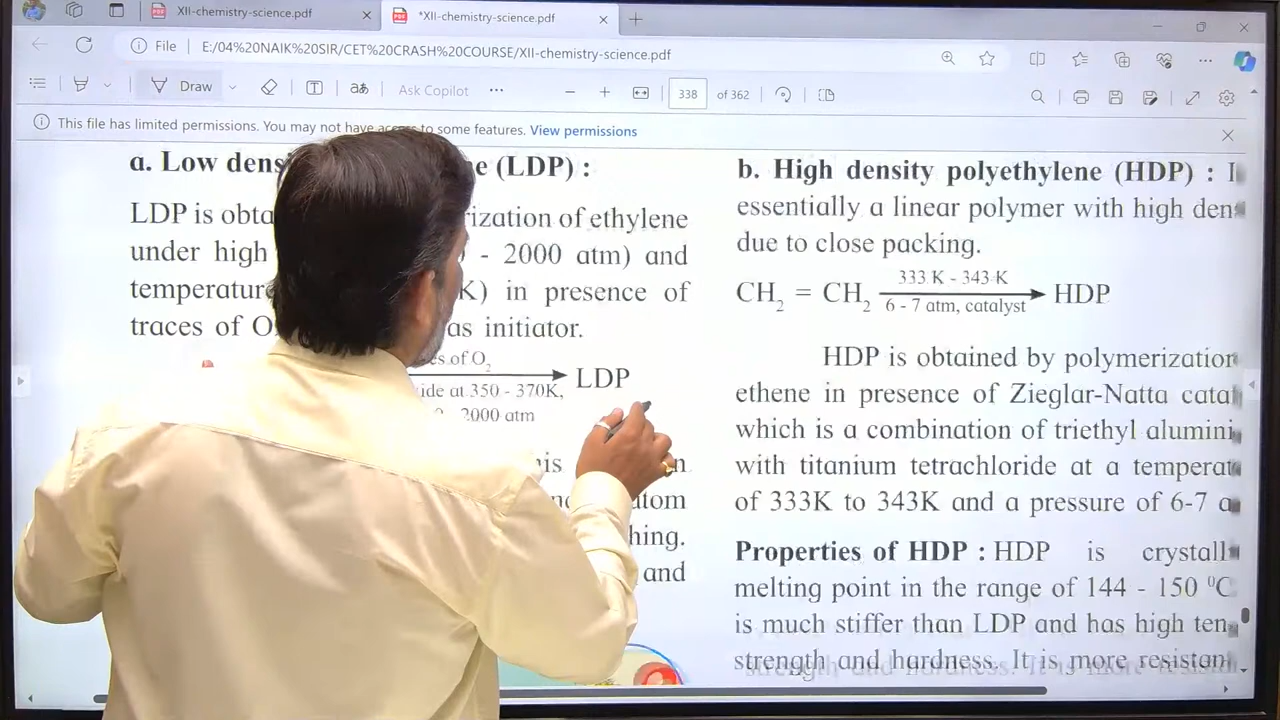 XII-chemistry-science.pdf
*XII-chemistry-science.pdf
File E:/04%20NAIK%20SIR/CET%20CRASH%20COURSE/XII-chemistry-science.pdf
Draw
aあ
Ask Copilot
338 of 362
This file has limited permissions. You may not have access to some features. View permissions
a. Low dens e (LDP) :
LDP is obta rization of ethylene
under high - 2000 atm) and
temperature K) in presence of
traces of O as initiator.
es of O2
LDP
ide at 350 - 370K,
2000 atm
his
atom
hing.
and
b. High density polyethylene (HDP) : I
essentially a linear polymer with high den
due to close packing.
CH2 = CH2 333 K - 343 K 6 - 7 atm, catalyst HDP
HDP is obtained by polymerization
ethene in presence of Zieglar-Natta catal
which is a combination of triethyl alumini
with titanium tetrachloride at a temperat
of 333K to 343K and a pressure of 6-7 a
Properties of HDP : HDP is crystall
melting point in the range of 144 - 150 ⁰C
is much stiffer than LDP and has high ten
strength and hardness. It is more resistan